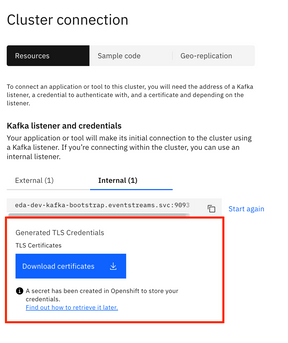 Cluster connection
Resources
Sample code
Geo-replication
To connect an application or tool to this cluster, you will need the address of a Kafka
listener, a credential to authenticate with, and a certificate and depending on the
listener.
Kafka listener and credentials
Your application or tool will make its initial connection to the cluster using
a Kafka listener. If you're connecting within the cluster, you can use an
internal listener.
External (1)
Internal (1)
eda-dev-kafka-bootstrap.eventstreams.svc:9093
Start again
Generated TLS Credentials
TLS Certificates
Download certificates
A secret has been created in Openshift to store your
credentials.
Find out how to retrieve it later.